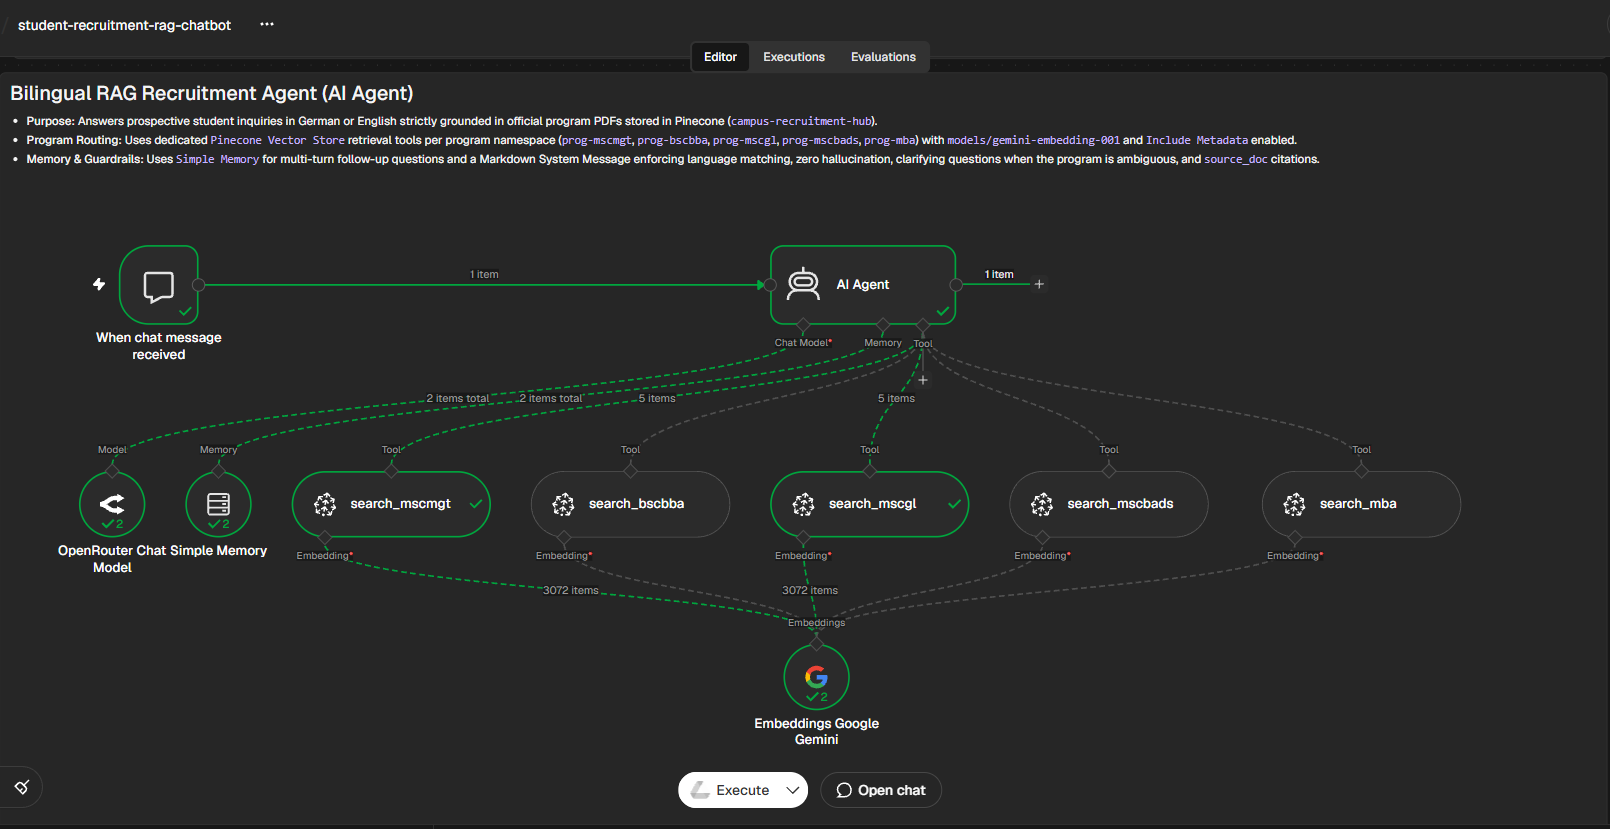 student-recruitment-rag-chatbot ...
Editor Executions Evaluations
Bilingual RAG Recruitment Agent (AI Agent)
• Purpose: Answers prospective student inquiries in German or English strictly grounded in official program PDFs stored in Pinecone (campus-recruitment-hub).
• Program Routing: Uses dedicated Pinecone Vector Store retrieval tools per program namespace (prog-mscmgt, prog-bscbba, prog-mscgl, prog-mscbads, prog-mba) with models/gemini-embedding-001 and Include Metadata enabled.
• Memory & Guardrails: Uses Simple Memory for multi-turn follow-up questions and a Markdown System Message enforcing language matching, zero hallucination, clarifying questions when the program is ambiguous, and source_doc citations.
1 item
1 item
AI Agent
When chat message
received
Chat Model* Memory Tool
2 items total 2 items total 5 items 5 items
Model Memory Tool Tool Tool Tool Tool
search_mscmgt search_bscbba search_mscgl search_mscbads search_mba
2 2
OpenRouter Chat
Model
Simple Memory
Embedding* Embedding* Embedding* Embedding* Embedding*
3072 items 3072 items
Embeddings
2
Embeddings Google
Gemini
Execute Open chat